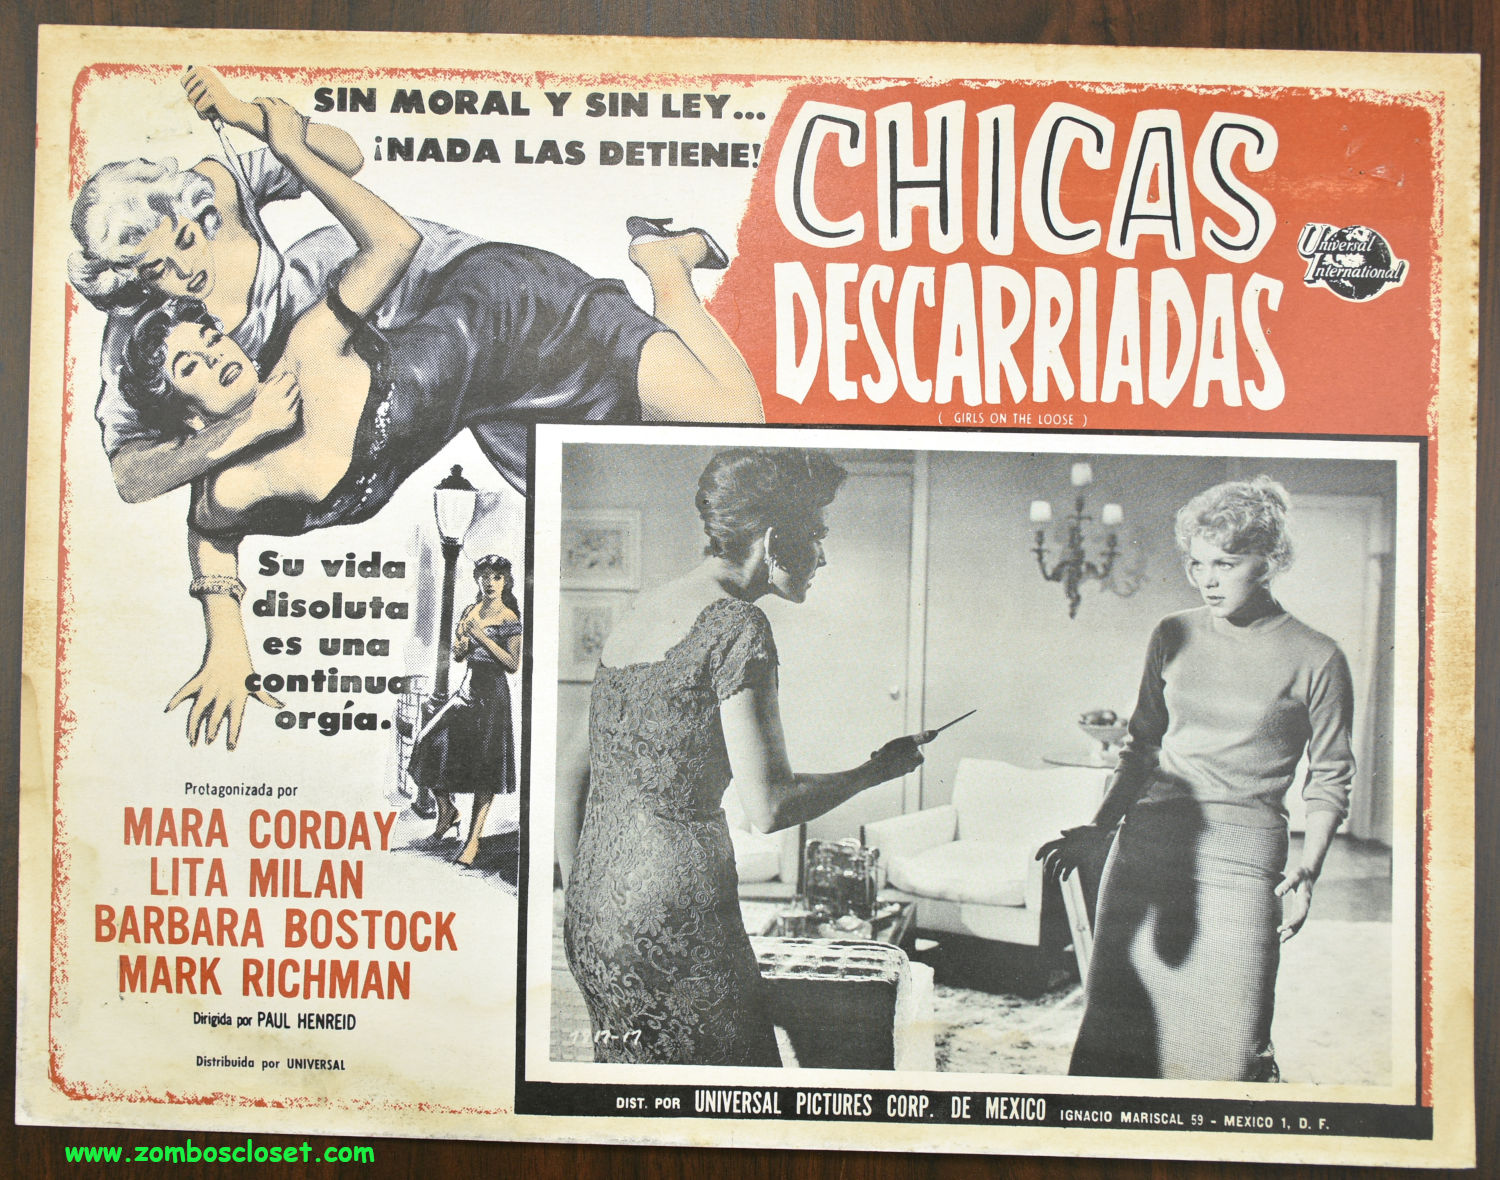 SIN MORAL Y SIN LEY...
¡NADA LAS DETIENE!
CHICAS
DESCARRIADAS
( GIRLS ON THE LOOSE )
Universal
International
Su vida
disoluta
es una
continua
orgía.
Protagonizada por
MARA CORDAY
LITA MILAN
BARBARA BOSTOCK
MARK RICHMAN
Dirigida por PAUL HENREID
Distribuida por UNIVERSAL
DIST. POR UNIVERSAL PICTURES CORP. DE MEXICO IGNACIO MARISCAL 59 - MEXICO 1, D. F.
www.zomboscloset.com